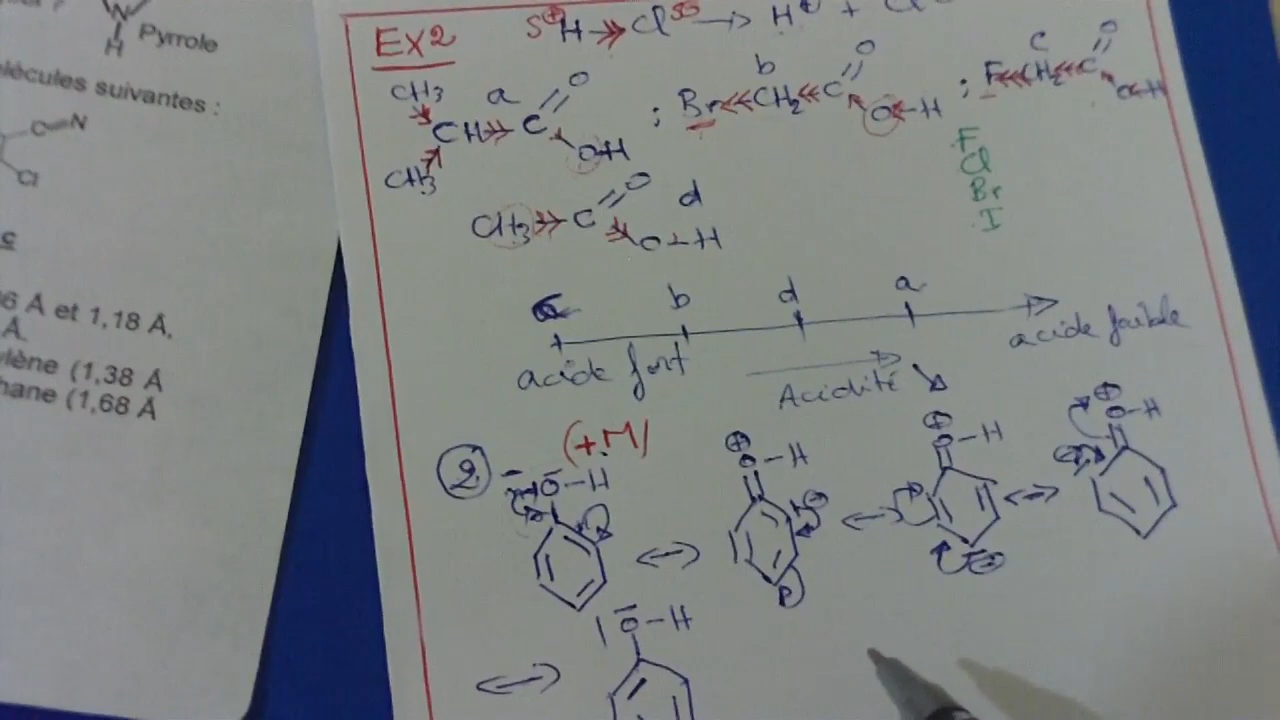 N
H Pyrrole
lécules suivantes :
C N
Cl
6 Å et 1,18 Å,
Å.
ylène (1,38 Å
hane (1,68 Å
EX2 H Cl → H + Cl
CH3 a C O
CH
CH3 OH
; Br CH2 b C O
O-H
; F CH2 c C O
O-H
F
Cl
Br
I
CH3 C O d
O-H
c b d a
acide fort acide faible
Acidité ↘
(+M)
2 O-H
⊕ O-H
⊕ O-H
⊕ O-H
O-H